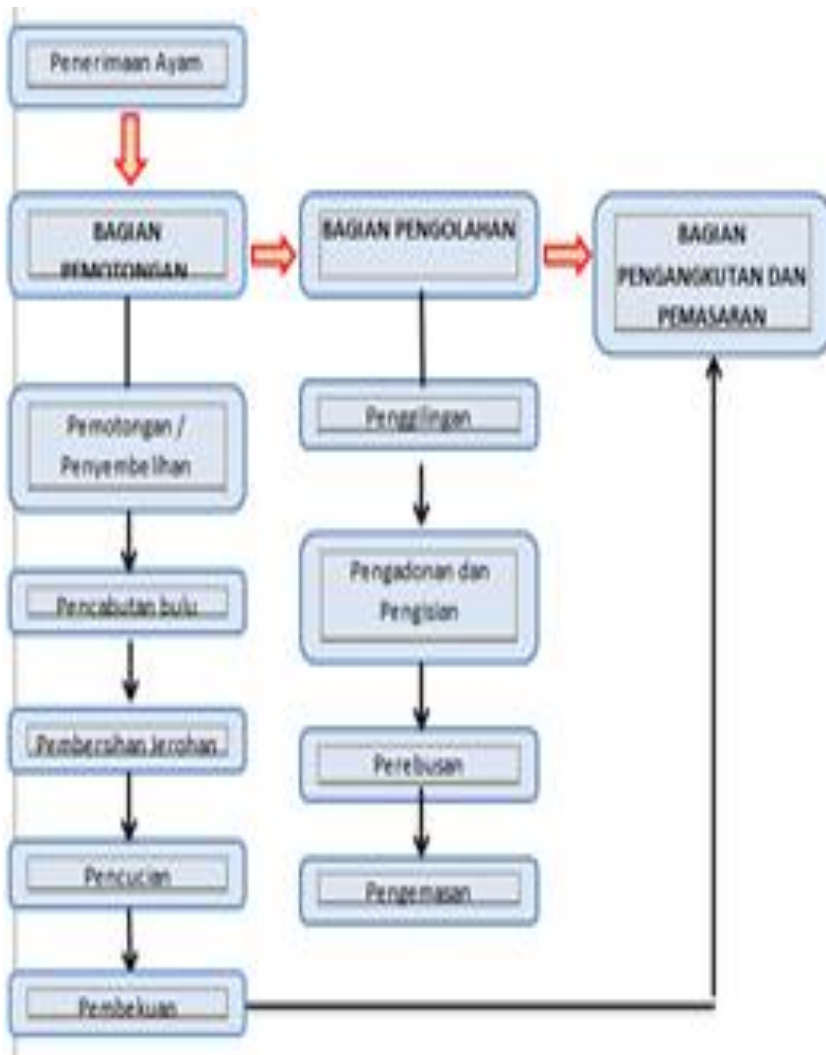 Penerimaan Ayam
BAGIAN
PEMOTONGAN
BAGIAN PENGOLAHAN
BAGIAN
PENGANGKUTAN DAN
PEMASARAN
Pemotongan /
Penyembelihan
Pencabutan bulu
Pembersihan Jerohan
Pencucian
Pembekuan
Penggilingan
Pengadonan dan
Pengisian
Perebusan
Pengemasan